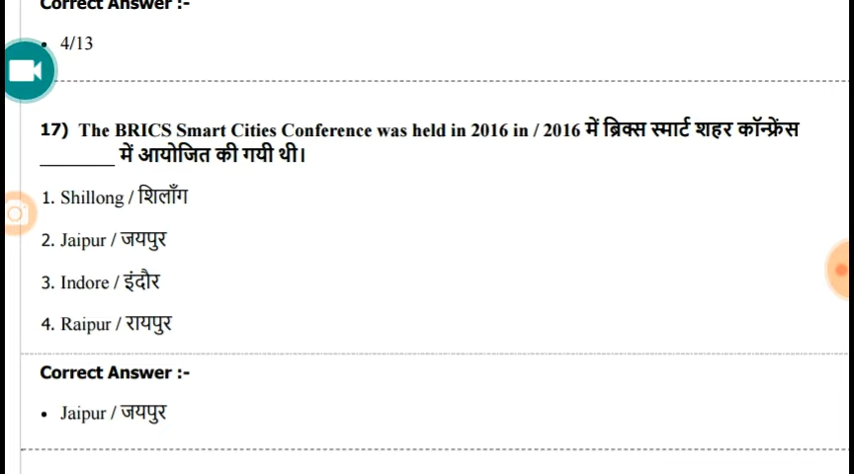 Correct Answer :-
• 4/13
17) The BRICS Smart Cities Conference was held in 2016 in / 2016 में ब्रिक्स स्मार्ट शहर कॉन्फ्रेंस
________ में आयोजित की गयी थी।
1. Shillong / शिलाँग
2. Jaipur / जयपुर
3. Indore / इंदौर
4. Raipur / रायपुर
Correct Answer :-
• Jaipur / जयपुर